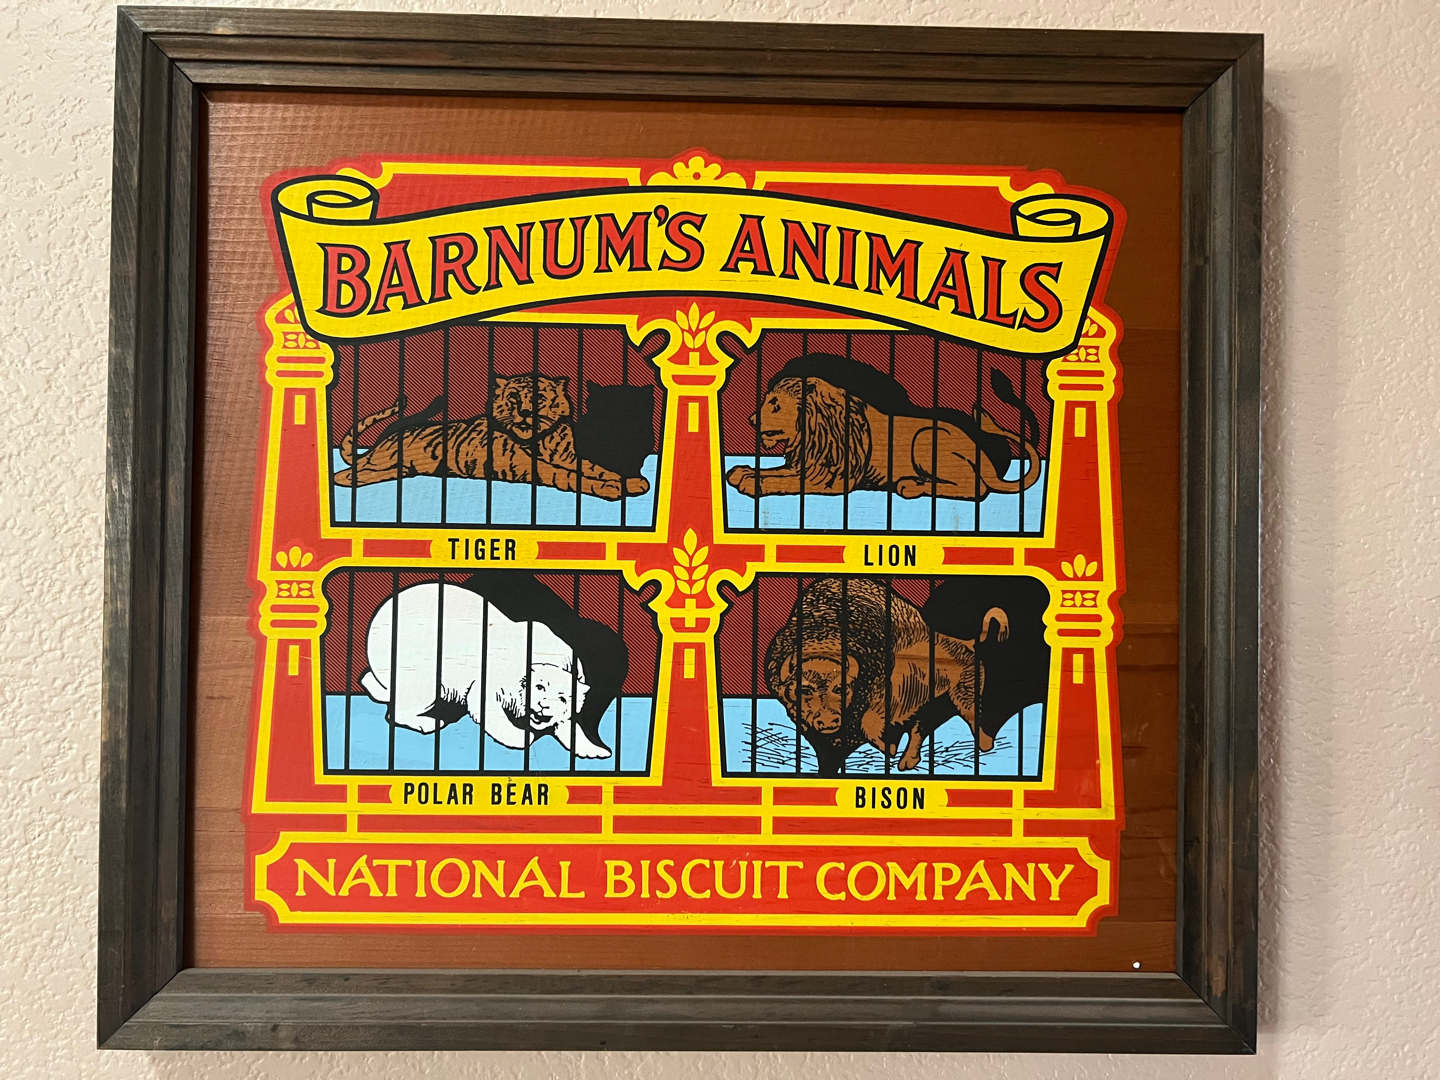 BARNUM'S ANIMALS
TIGER
LION
POLAR BEAR
BISON
NATIONAL BISCUIT COMPANY